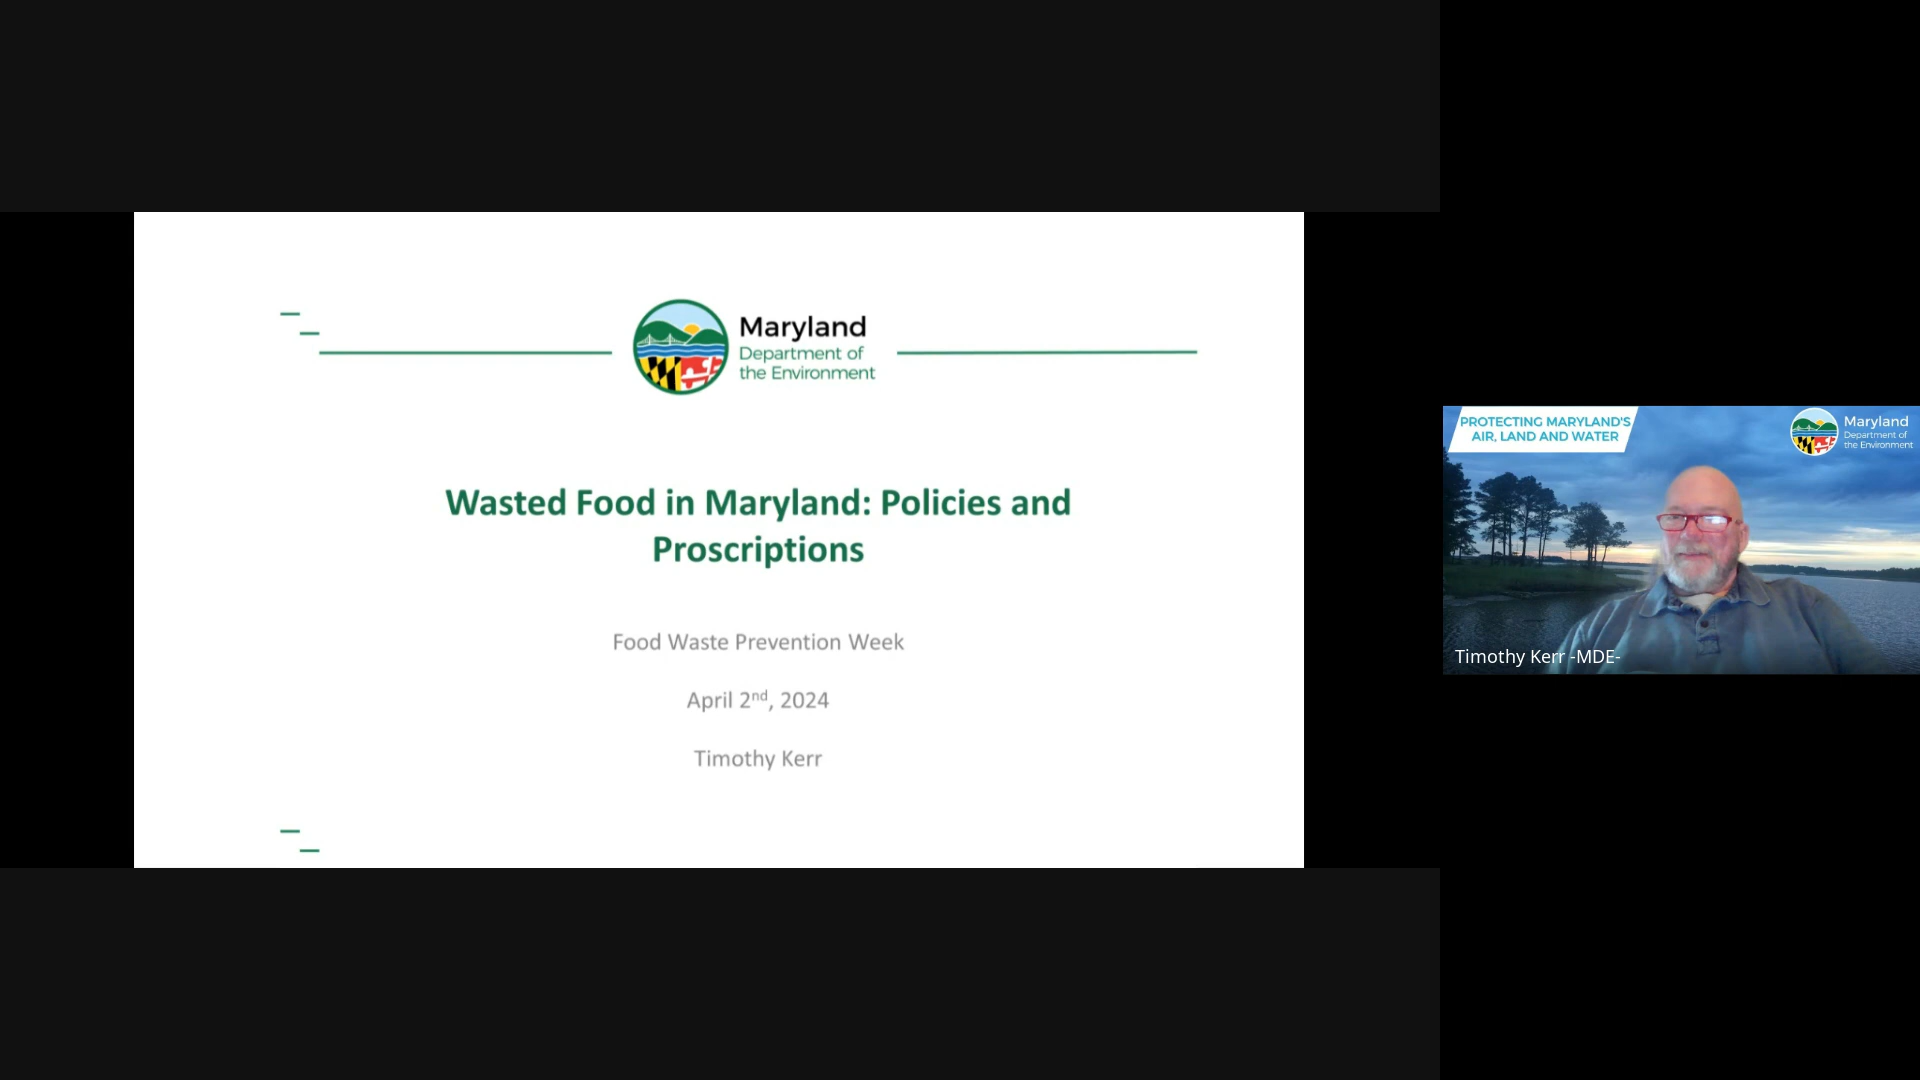 Maryland
Department of
the Environment
Wasted Food in Maryland: Policies and
Proscriptions
Food Waste Prevention Week
April 2nd, 2024
Timothy Kerr
PROTECTING MARYLAND'S
AIR, LAND AND WATER
Maryland
Department of
the Environment
Timothy Kerr -MDE-